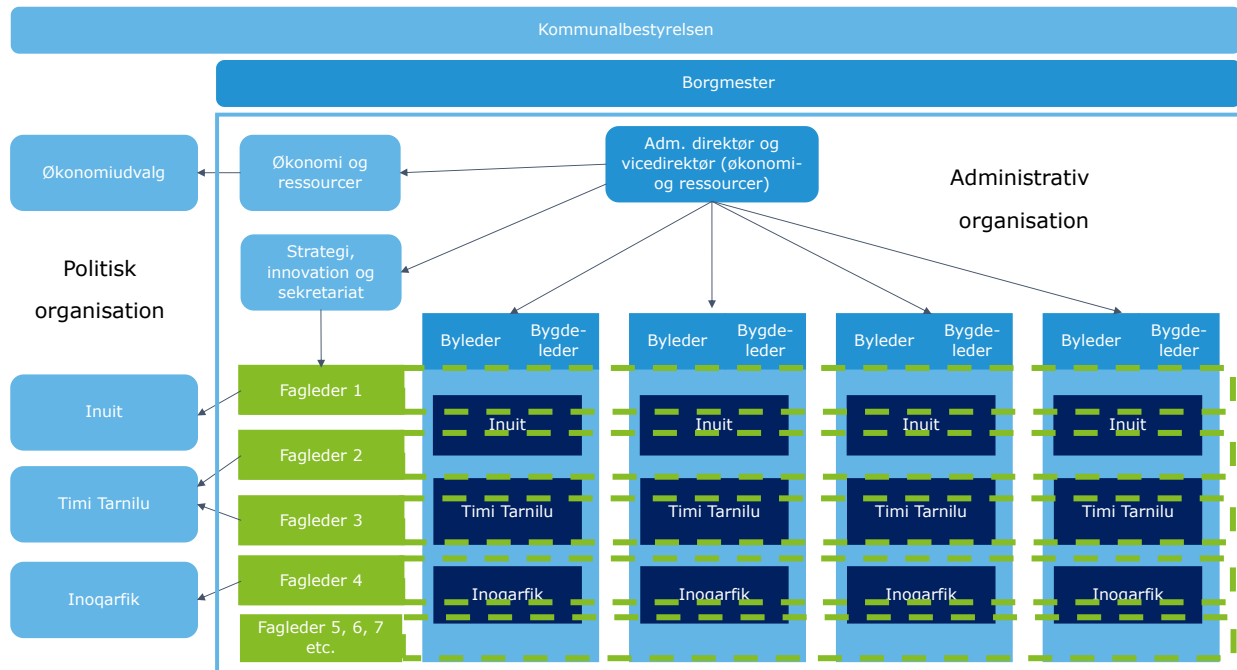 Kommunalbestyrelsen
Borgmester
Økonomiudvalg
Økonomi og
ressourcer
Adm. direktør og
vicedirektør (økonomi-
og ressourcer)
Administrativ
organisation
Politisk
organisation
Strategi,
innovation og
sekretariat
Byleder
Bygde-
leder
Byleder
Bygde-
leder
Byleder
Bygde-
leder
Byleder
Bygde-
leder
Inuit
Fagleder 1
Inuit
Inuit
Inuit
Inuit
Fagleder 2
Timi Tarnilu
Fagleder 3
Timi Tarnilu
Timi Tarnilu
Timi Tarnilu
Timi Tarnilu
Inoqarfik
Fagleder 4
Inoqarfik
Inoqarfik
Inoqarfik
Inoqarfik
Fagleder 5, 6, 7
etc.